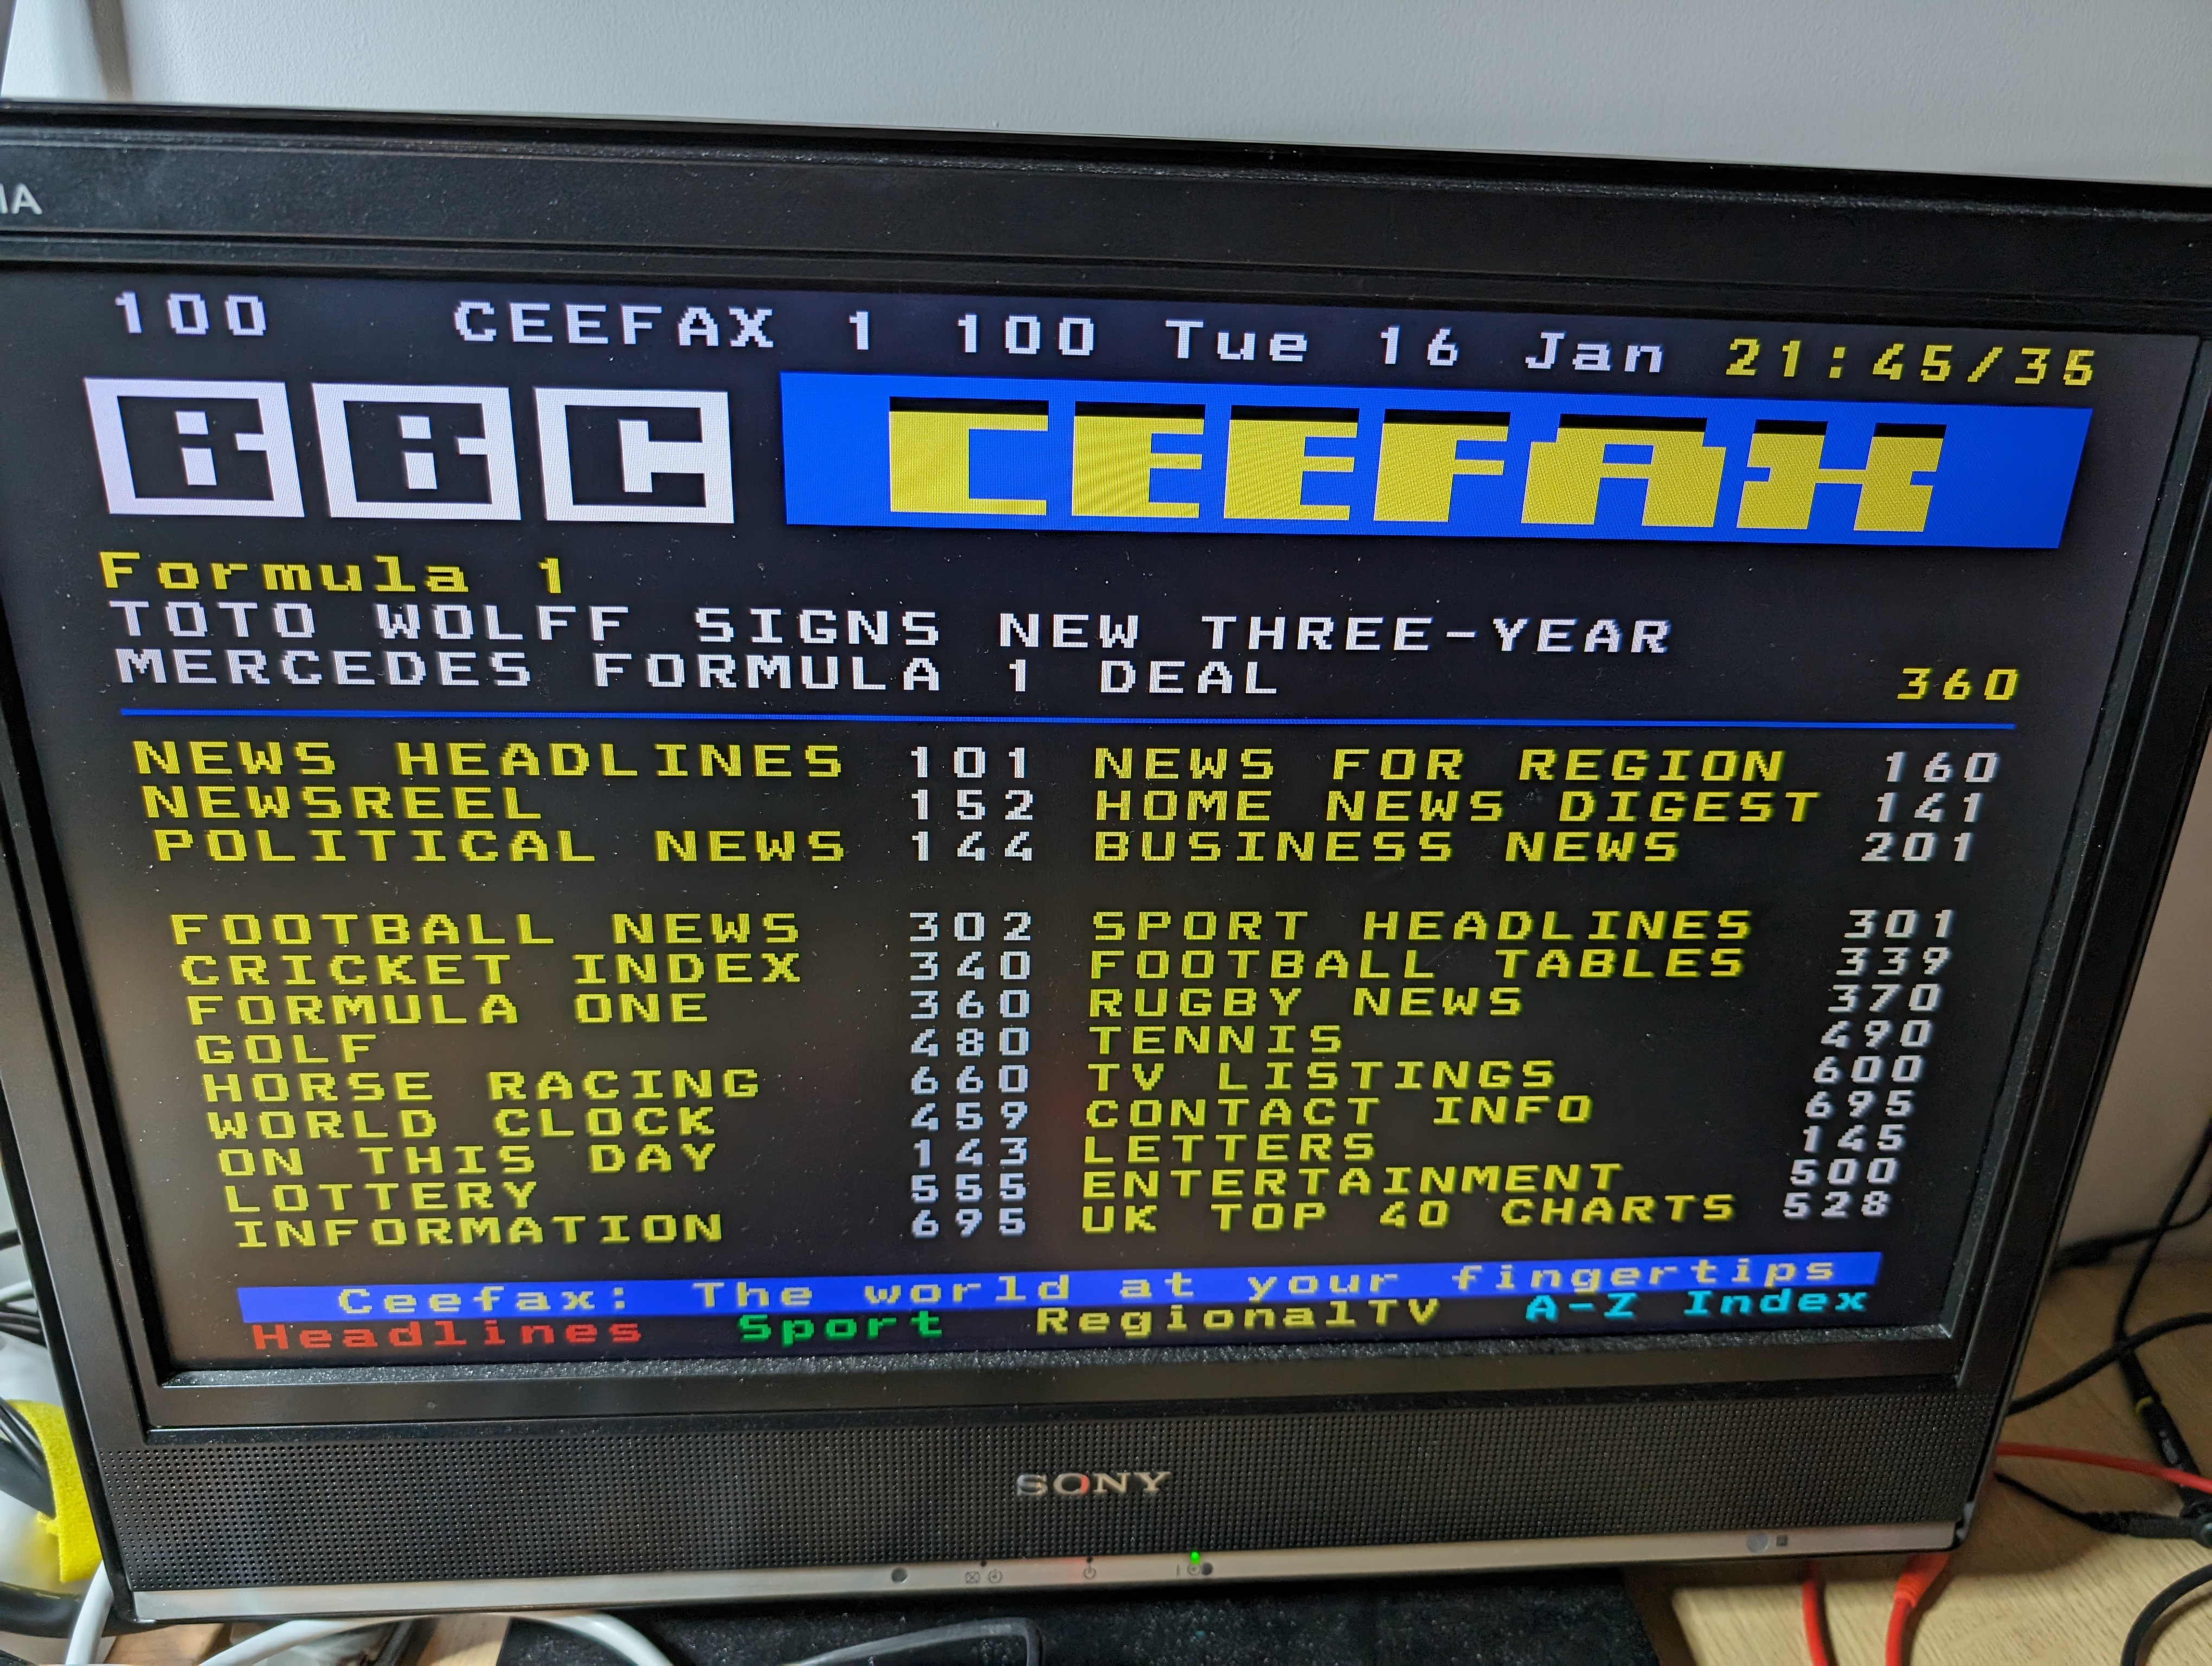 IA
100 CEEFAX 1 100 Tue 16 Jan 21:45/36
BBC CEEFAX
Formula 1
TOTO WOLFF SIGNS NEW THREE-YEAR
MERCEDES FORMULA 1 DEAL 360
NEWS HEADLINES 101 NEWS FOR REGION 160
NEWSREEL 152 HOME NEWS DIGEST 141
POLITICAL NEWS 144 BUSINESS NEWS 201
FOOTBALL NEWS 302 SPORT HEADLINES 301
CRICKET INDEX 340 FOOTBALL TABLES 339
FORMULA ONE 360 RUGBY NEWS 370
GOLF 480 TENNIS 490
HORSE RACING 660 TV LISTINGS 600
WORLD CLOCK 459 CONTACT INFO 695
ON THIS DAY 143 LETTERS 145
LOTTERY 555 ENTERTAINMENT 500
INFORMATION 695 UK TOP 40 CHARTS 528
Ceefax: The world at your fingertips
Headlines Sport RegionalTV A-Z Index
SONY